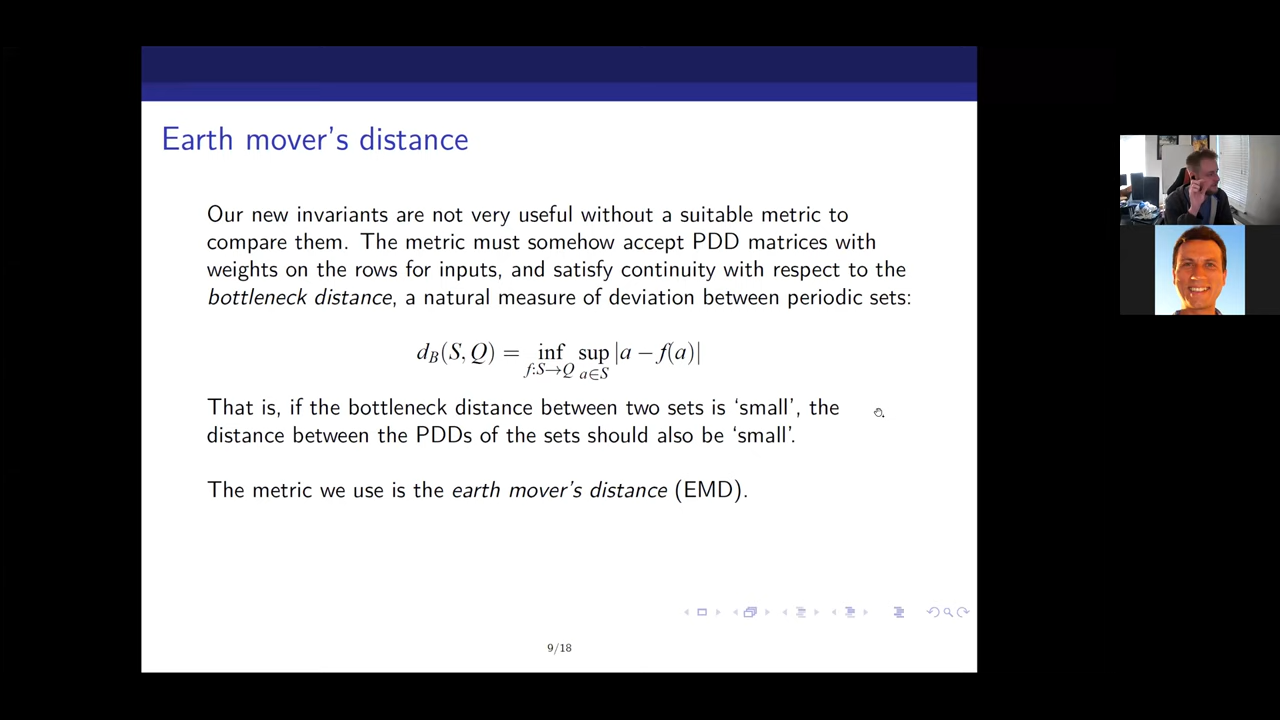 Earth mover's distance
Our new invariants are not very useful without a suitable metric to
compare them. The metric must somehow accept PDD matrices with
weights on the rows for inputs, and satisfy continuity with respect to the
bottleneck distance, a natural measure of deviation between periodic sets:
d_B(S, Q) = inf_{f:S→Q} sup_{a∈S} |a − f(a)|
That is, if the bottleneck distance between two sets is ‘small’, the
distance between the PDDs of the sets should also be ‘small’.
The metric we use is the earth mover's distance (EMD).
9/18